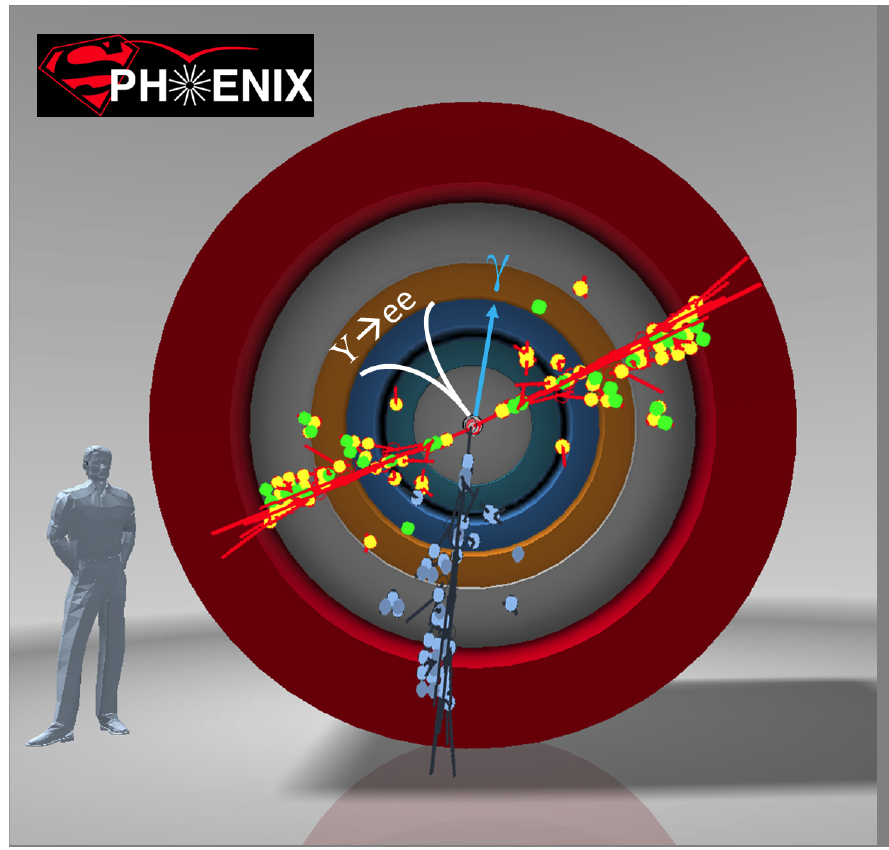 SPHENIX
γ
Υ→ee